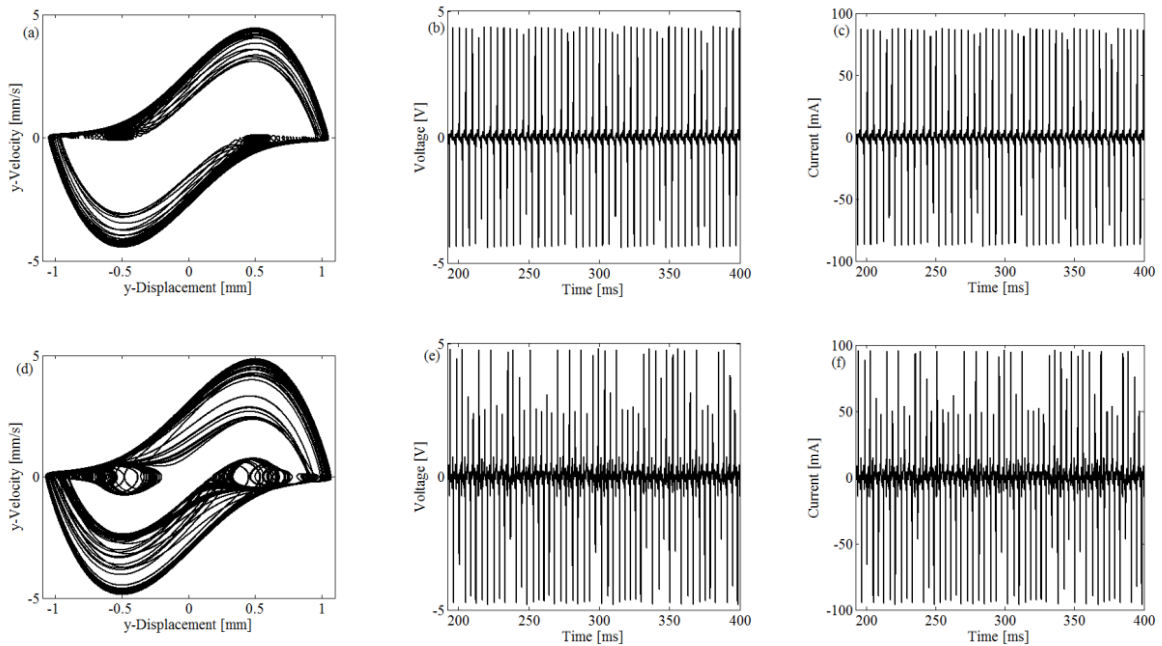 (a)
5
0
-5
y-Velocity [mm/s]
-1 -0.5 0 0.5 1
y-Displacement [mm]
(b)
5
0
-5
Voltage [V]
200 250 300 350 400
Time [ms]
(c)
100
50
0
-50
-100
Current [mA]
200 250 300 350 400
Time [ms]
(d)
5
0
-5
y-Velocity [mm/s]
-1 -0.5 0 0.5 1
y-Displacement [mm]
(e)
5
0
-5
Voltage [V]
200 250 300 350 400
Time [ms]
(f)
100
50
0
-50
-100
Current [mA]
200 250 300 350 400
Time [ms]